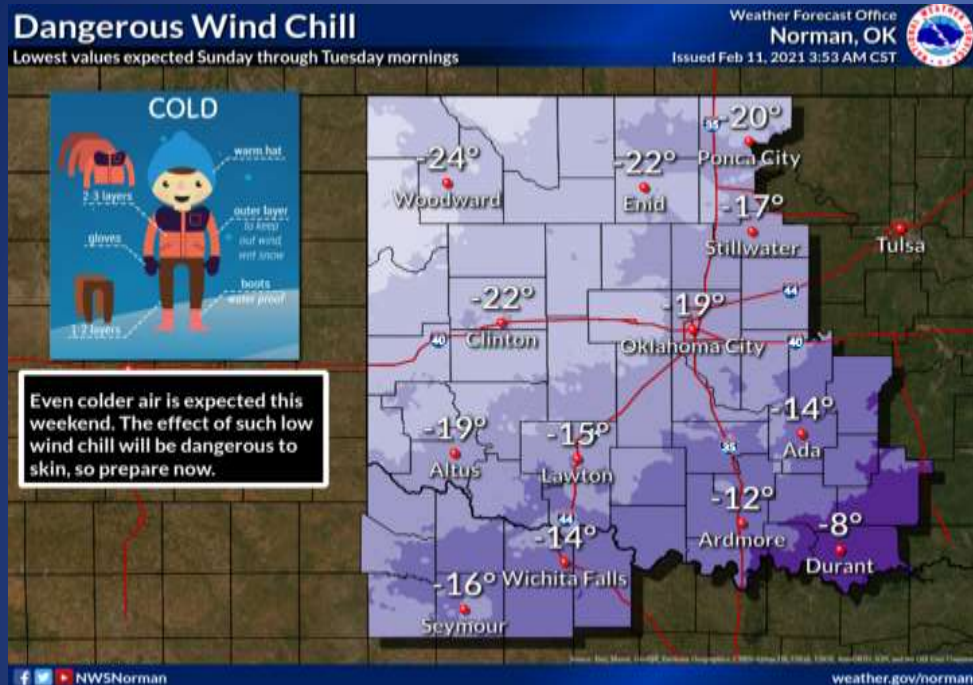 Dangerous Wind Chill
Lowest values expected Sunday through Tuesday mornings
Weather Forecast Office
Norman, OK
Issued Feb 11, 2021 3:53 AM CST
COLD
warm hat
2-3 layers
outer layer
to keep
out wind,
wet snow
gloves
boots
water proof
1-2 layers
Even colder air is expected this
weekend. The effect of such low
wind chill will be dangerous to
skin, so prepare now.
35
-20°
Ponca City
-24°
Woodward
-22°
Enid
-17°
Stillwater
Tulsa
44
-22°
Clinton
-19°
Oklahoma City
40
40
-14°
Ada
-19°
Altus
-15°
Lawton
35
-12°
Ardmore
44
-14°
Wichita Falls
-8°
Durant
-16°
Seymour
NWSNorman
weather.gov/norman